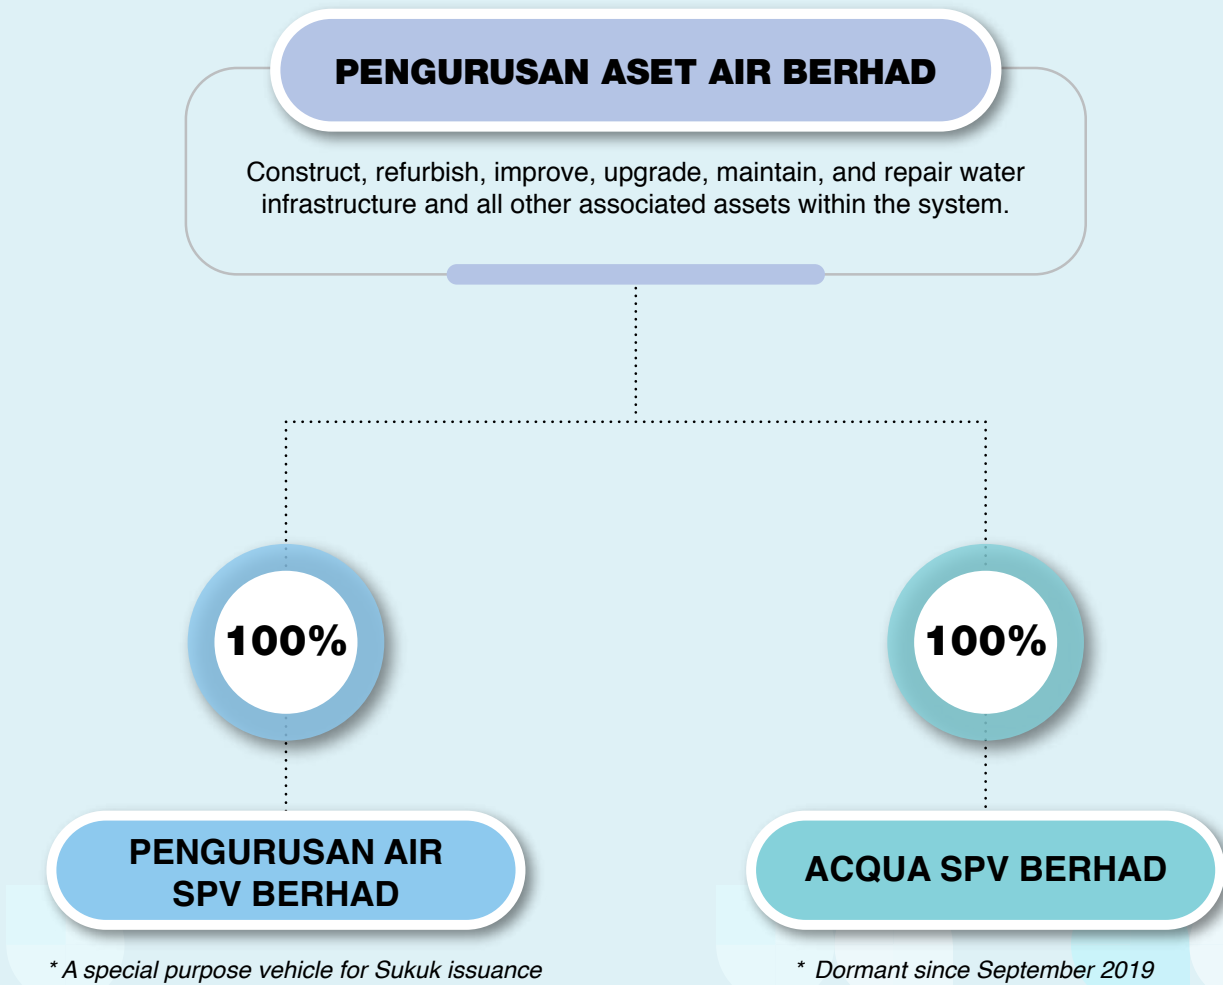 PENGURUSAN ASET AIR BERHAD
Construct, refurbish, improve, upgrade, maintain, and repair water
infrastructure and all other associated assets within the system.
100%
100%
PENGURUSAN AIR
SPV BERHAD
ACQUA SPV BERHAD
* A special purpose vehicle for Sukuk issuance
* Dormant since September 2019